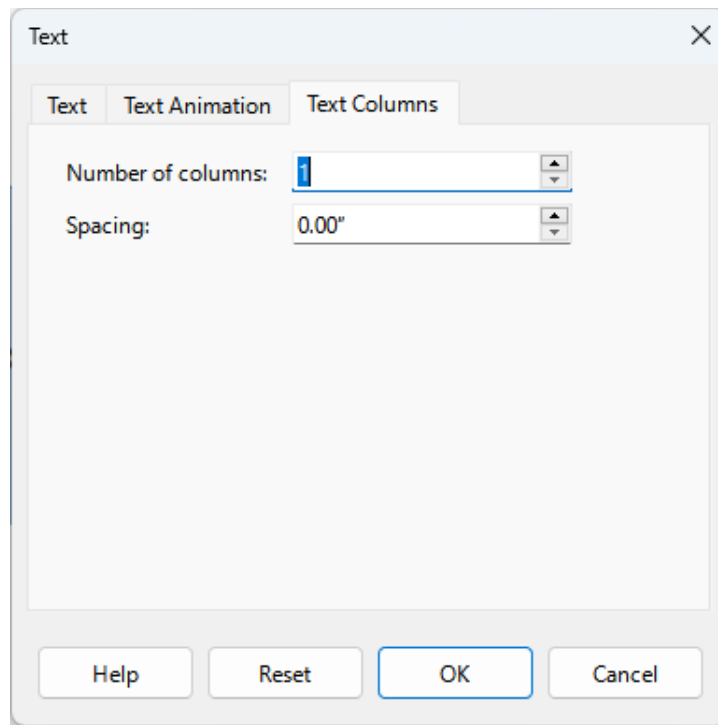 Text
Text Text Animation Text Columns
Number of columns: 1
Spacing: 0.00"
Help Reset OK Cancel